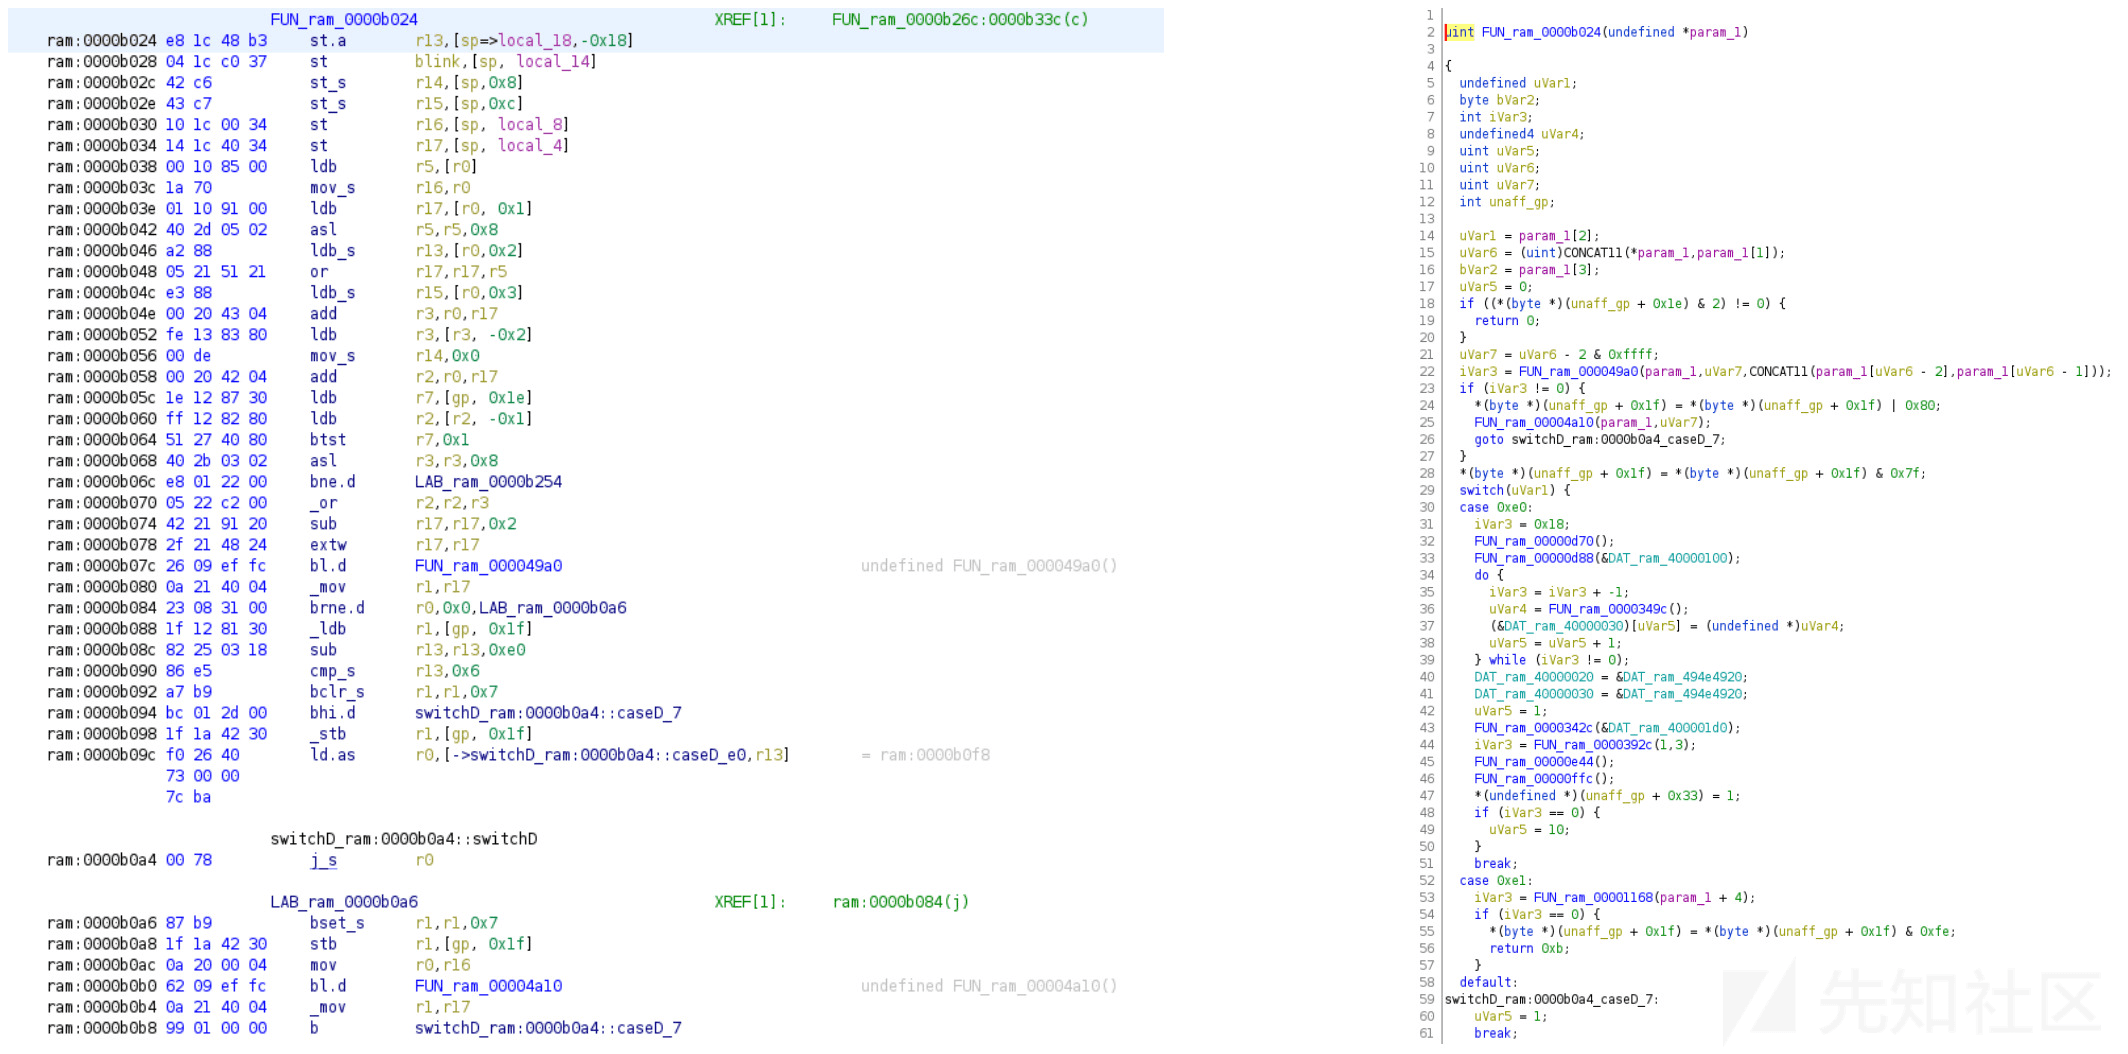 FUN_ram_0000b024 XREF[1]: FUN_ram_0000b26c:0000b33c(c)
ram:0000b024 e8 1c 48 b3 st.a r13,[sp=>local_18,-0x18]
ram:0000b028 04 1c c0 37 st blink,[sp, local_14]
ram:0000b02c 42 c6 st_s r14,[sp,0x8]
ram:0000b02e 43 c7 st_s r15,[sp,0xc]
ram:0000b030 10 1c 00 34 st r16,[sp, local_8]
ram:0000b034 14 1c 40 34 st r17,[sp, local_4]
ram:0000b038 00 10 85 00 ldb r5,[r0]
ram:0000b03c 1a 70 mov_s r16,r0
ram:0000b03e 01 10 91 00 ldb r17,[r0, 0x1]
ram:0000b042 40 2d 05 02 asl r5,r5,0x8
ram:0000b046 a2 88 ldb_s r13,[r0,0x2]
ram:0000b048 05 21 51 21 or r17,r17,r5
ram:0000b04c e3 88 ldb_s r15,[r0,0x3]
ram:0000b04e 00 20 43 04 add r3,r0,r17
ram:0000b052 fe 13 83 80 ldb r3,[r3, -0x2]
ram:0000b056 00 de mov_s r14,0x0
ram:0000b058 00 20 42 04 add r2,r0,r17
ram:0000b05c 1e 12 87 30 ldb r7,[gp, 0x1e]
ram:0000b060 ff 12 82 80 ldb r2,[r2, -0x1]
ram:0000b064 51 27 40 80 btst r7,0x1
ram:0000b068 40 2b 03 02 asl r3,r3,0x8
ram:0000b06c e8 01 22 00 bne.d LAB_ram_0000b254
ram:0000b070 05 22 c2 00 _or r2,r2,r3
ram:0000b074 42 21 91 20 sub r17,r17,0x2
ram:0000b078 2f 21 48 24 extw r17,r17
ram:0000b07c 26 09 ef fc bl.d FUN_ram_000049a0 undefined FUN_ram_000049a0()
ram:0000b080 0a 21 40 04 _mov r1,r17
ram:0000b084 23 08 31 00 brne.d r0,0x0,LAB_ram_0000b0a6
ram:0000b088 1f 12 81 30 _ldb r1,[gp, 0x1f]
ram:0000b08c 82 25 03 18 sub r13,r13,0xe0
ram:0000b090 86 e5 cmp_s r13,0x6
ram:0000b092 a7 b9 bclr_s r1,r1,0x7
ram:0000b094 bc 01 2d 00 bhi.d switchD_ram:0000b0a4::caseD_7
ram:0000b098 1f 1a 42 30 _stb r1,[gp, 0x1f]
ram:0000b09c f0 26 40 ld.as r0,[->switchD_ram:0000b0a4::caseD_e0,r13] = ram:0000b0f8
73 00 00
7c ba
switchD_ram:0000b0a4::switchD
ram:0000b0a4 00 78 j_s r0
LAB_ram_0000b0a6 XREF[1]: ram:0000b084(j)
ram:0000b0a6 87 b9 bset_s r1,r1,0x7
ram:0000b0a8 1f 1a 42 30 stb r1,[gp, 0x1f]
ram:0000b0ac 0a 20 00 04 mov r0,r16
ram:0000b0b0 62 09 ef fc bl.d FUN_ram_00004a10 undefined FUN_ram_00004a10()
ram:0000b0b4 0a 21 40 04 _mov r1,r17
ram:0000b0b8 99 01 00 00 b switchD_ram:0000b0a4::caseD_7
1
2 uint FUN_ram_0000b024(undefined *param_1)
3
4 {
5 undefined uVar1;
6 byte bVar2;
7 int iVar3;
8 undefined4 uVar4;
9 uint uVar5;
10 uint uVar6;
11 uint uVar7;
12 int unaff_gp;
13
14 uVar1 = param_1[2];
15 uVar6 = (uint)CONCAT11(*param_1,param_1[1]);
16 bVar2 = param_1[3];
17 uVar5 = 0;
18 if ((*(byte *)(unaff_gp + 0x1e) & 2) != 0) {
19 return 0;
20 }
21 uVar7 = uVar6 - 2 & 0xffff;
22 iVar3 = FUN_ram_000049a0(param_1,uVar7,CONCAT11(param_1[uVar6 - 2],param_1[uVar6 - 1]));
23 if (iVar3 != 0) {
24 *(byte *)(unaff_gp + 0x1f) = *(byte *)(unaff_gp + 0x1f) | 0x80;
25 FUN_ram_00004a10(param_1,uVar7);
26 goto switchD_ram:0000b0a4_caseD_7;
27 }
28 *(byte *)(unaff_gp + 0x1f) = *(byte *)(unaff_gp + 0x1f) & 0x7f;
29 switch(uVar1) {
30 case 0xe0:
31 iVar3 = 0x18;
32 FUN_ram_00000d70();
33 FUN_ram_00000d88(&DAT_ram_40000100);
34 do {
35 iVar3 = iVar3 + -1;
36 uVar4 = FUN_ram_0000349c();
37 (&DAT_ram_40000030)[uVar5] = (undefined *)uVar4;
38 uVar5 = uVar5 + 1;
39 } while (iVar3 != 0);
40 DAT_ram_40000020 = &DAT_ram_494e4920;
41 DAT_ram_40000030 = &DAT_ram_494e4920;
42 uVar5 = 1;
43 FUN_ram_0000342c(&DAT_ram_400001d0);
44 iVar3 = FUN_ram_0000392c(1,3);
45 FUN_ram_00000e44();
46 FUN_ram_00000ffc();
47 *(undefined *)(unaff_gp + 0x33) = 1;
48 if (iVar3 == 0) {
49 uVar5 = 10;
50 }
51 break;
52 case 0xe1:
53 iVar3 = FUN_ram_00001168(param_1 + 4);
54 if (iVar3 == 0) {
55 *(byte *)(unaff_gp + 0x1f) = *(byte *)(unaff_gp + 0x1f) & 0xfe;
56 return 0xb;
57 }
58 default:
59 switchD_ram:0000b0a4_caseD_7:
60 uVar5 = 1;
61 break;
先知社区